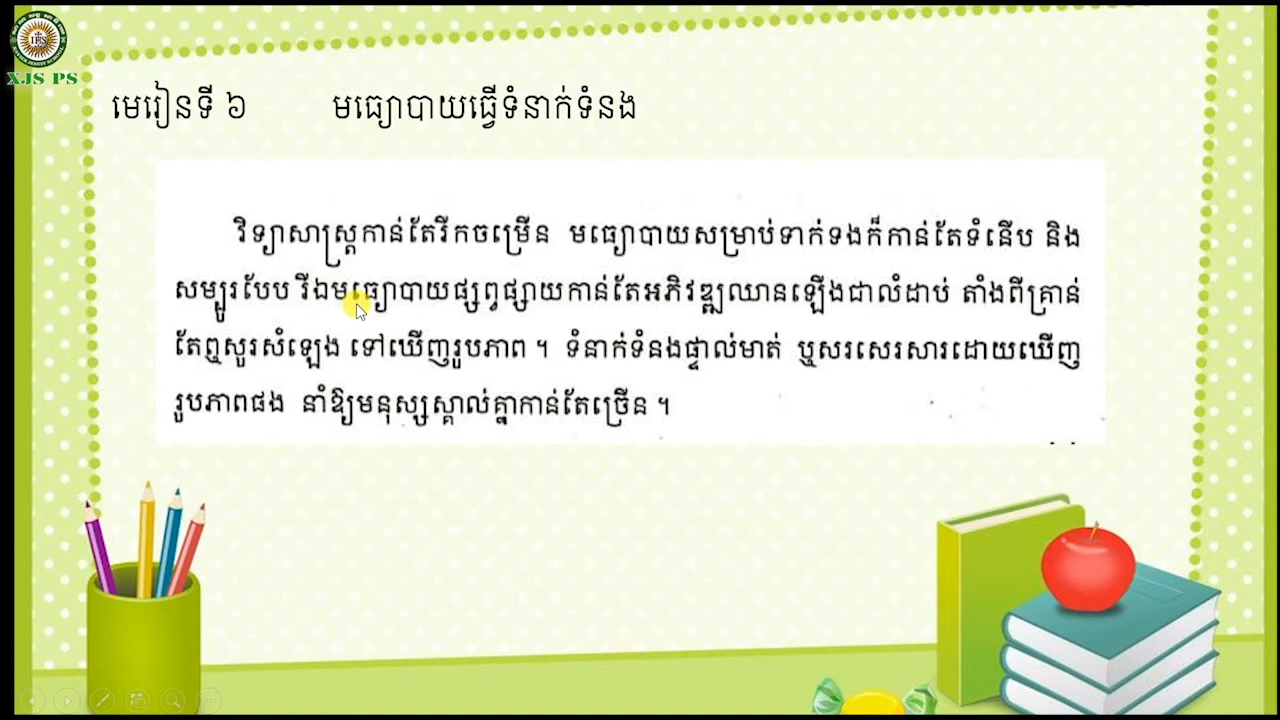 XJS PS
មេរៀនទី ៦ មធ្យោបាយធ្វើទំនាក់ទំនង
វិទ្យាសាស្ត្រកាន់តែរីកចម្រើន មធ្យោបាយសម្រាប់ទាក់ទងក៏កាន់តែទំនើប និង
សម្បូរបែប រីឯមធ្យោបាយផ្សព្វផ្សាយកាន់តែអភិវឌ្ឍឈានឡើងជាលំដាប់ តាំងពីគ្រាន់
តែឮសូរសំឡេង ទៅឃើញរូបភាព ។ ទំនាក់ទំនងផ្ទាល់មាត់ ឬសរសេរសារដោយឃើញ
រូបភាពផង នាំឱ្យមនុស្សស្គាល់គ្នាកាន់តែច្រើន ។